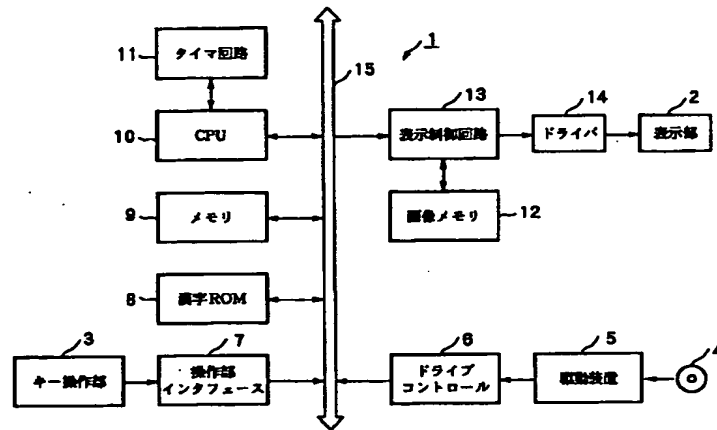 11
タイマ回路
15
1
10
CPU
13
表示制御回路
14
ドライバ
2
表示部
9
メモリ
画像メモリ
12
8
漢字ROM
3
キー操作部
7
操作部
インタフェース
6
ドライブ
コントロール
5
駆動装置
4